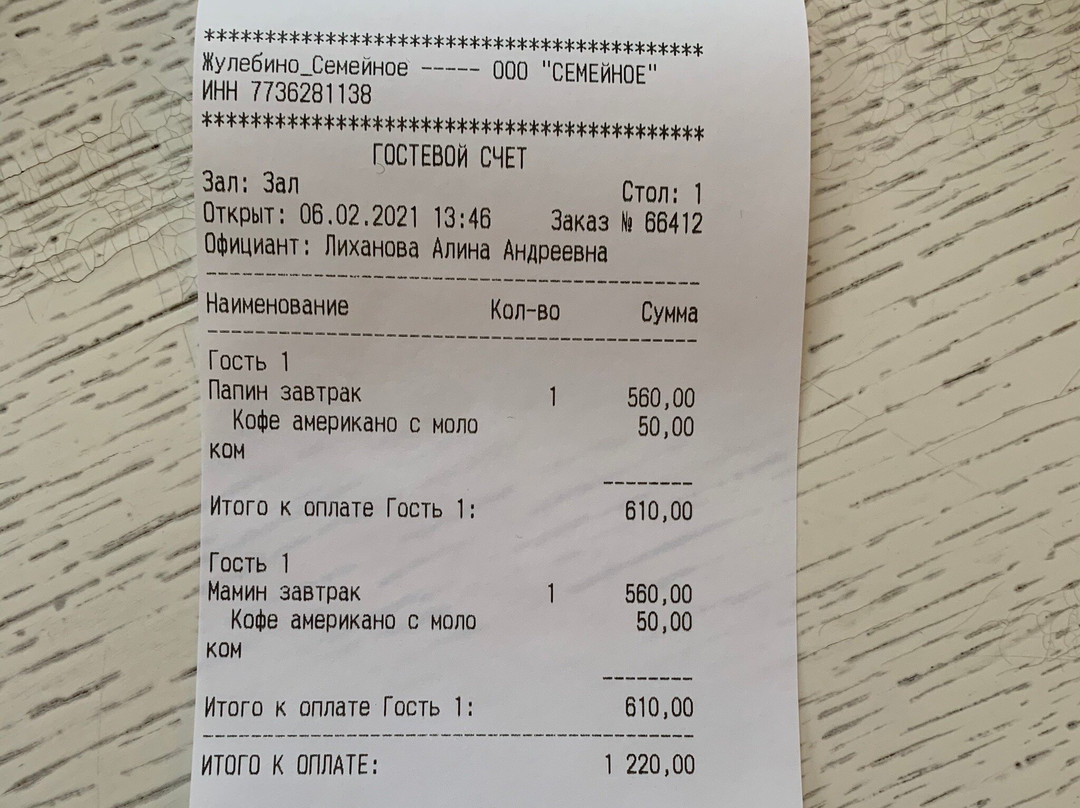 ******************************************
Жулебино_Семейное ----- ООО "СЕМЕЙНОЕ"
ИНН 7736281138
******************************************
ГОСТЕВОЙ СЧЕТ
Зал: Зал Стол: 1
Открыт: 06.02.2021 13:46 Заказ № 66412
Официант: Лиханова Алина Андреевна
------------------------------------------
Наименование Кол-во Сумма
------------------------------------------
Гость 1
Папин завтрак 1 560,00
Кофе американо с моло 50,00
ком
--------
Итого к оплате Гость 1: 610,00
Гость 1
Мамин завтрак 1 560,00
Кофе американо с моло 50,00
ком
--------
Итого к оплате Гость 1: 610,00
------------------------------------------
ИТОГО К ОПЛАТЕ: 1 220,00